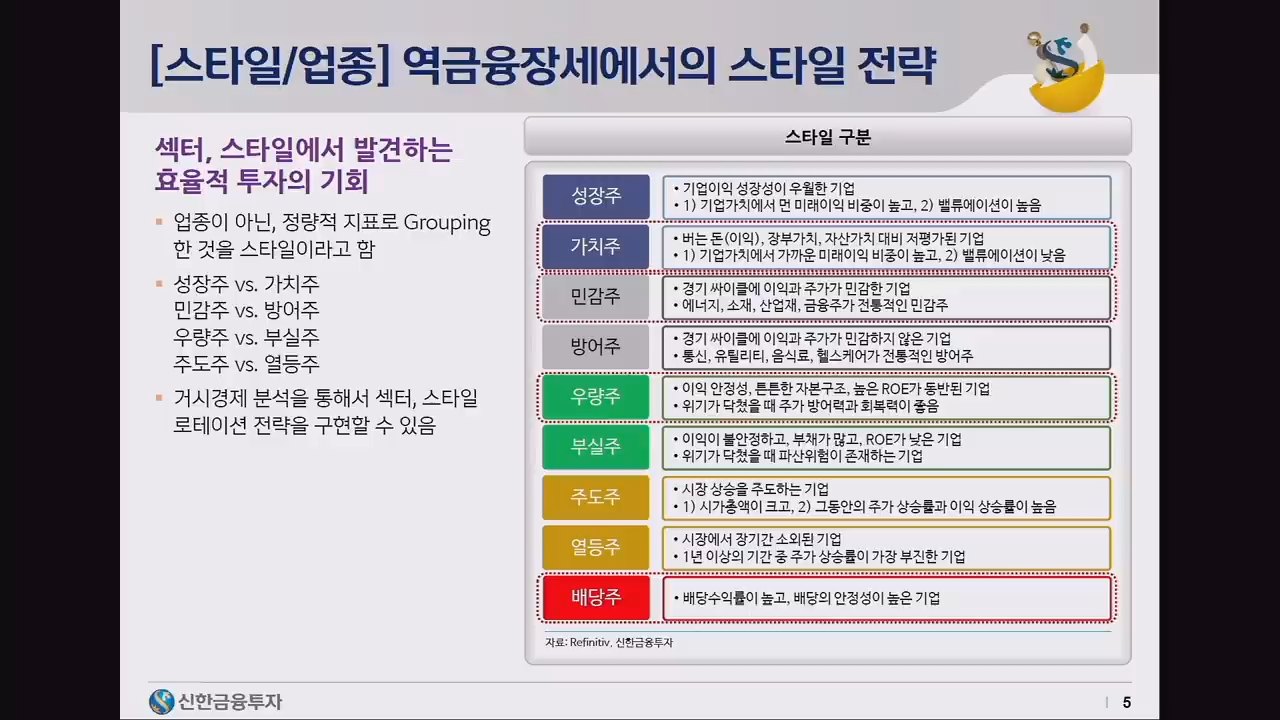 [스타일/업종] 역금융장세에서의 스타일 전략
섹터, 스타일에서 발견하는
효율적 투자의 기회
▪ 업종이 아닌, 정량적 지표로 Grouping
한 것을 스타일이라고 함
▪ 성장주 vs. 가치주
민감주 vs. 방어주
우량주 vs. 부실주
주도주 vs. 열등주
▪ 거시경제 분석을 통해서 섹터, 스타일
로테이션 전략을 구현할 수 있음
스타일 구분
성장주
• 기업이익 성장성이 우월한 기업
• 1) 기업가치에서 먼 미래이익 비중이 높고, 2) 밸류에이션이 높음
가치주
• 버는 돈(이익), 장부가치, 자산가치 대비 저평가된 기업
• 1) 기업가치에서 가까운 미래이익 비중이 높고, 2) 밸류에이션이 낮음
민감주
• 경기 싸이클에 이익과 주가가 민감한 기업
• 에너지, 소재, 산업재, 금융주가 전통적인 민감주
방어주
• 경기 싸이클에 이익과 주가가 민감하지 않은 기업
• 통신, 유틸리티, 음식료, 헬스케어가 전통적인 방어주
우량주
• 이익 안정성, 튼튼한 자본구조, 높은 ROE가 동반된 기업
• 위기가 닥쳤을 때 주가 방어력과 회복력이 좋음
부실주
• 이익이 불안정하고, 부채가 많고, ROE가 낮은 기업
• 위기가 닥쳤을 때 파산위험이 존재하는 기업
주도주
• 시장 상승을 주도하는 기업
• 1) 시가총액이 크고, 2) 그동안의 주가 상승률과 이익 상승률이 높음
열등주
• 시장에서 장기간 소외된 기업
• 1년 이상의 기간 중 주가 상승률이 가장 부진한 기업
배당주
• 배당수익률이 높고, 배당의 안정성이 높은 기업
자료: Refinitiv, 신한금융투자
신한금융투자
| 5